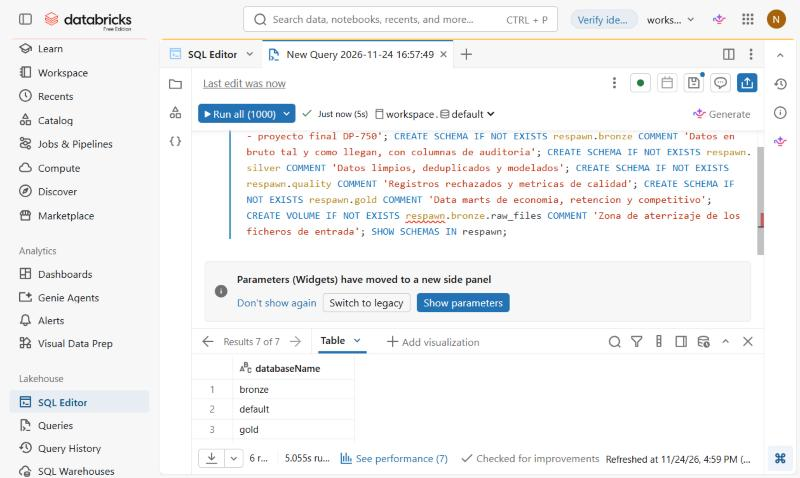 databricks
Free Edition
Search data, notebooks, recents, and more...
CTRL + P
Verify ide...
works...
N
Learn
Workspace
Recents
Catalog
Jobs & Pipelines
Compute
Discover
Marketplace
Analytics
Dashboards
Genie Agents
Alerts
Visual Data Prep
Lakehouse
SQL Editor
Queries
Query History
SQL Warehouses
SQL Editor
New Query 2026-11-24 16:57:49
Last edit was now
Run all (1000)
Just now (5s)
workspace . default
Generate
- proyecto final DP-750'; CREATE SCHEMA IF NOT EXISTS respawn.bronze COMMENT 'Datos en
bruto tal y como llegan, con columnas de auditoria'; CREATE SCHEMA IF NOT EXISTS respawn.
silver COMMENT 'Datos limpios, deduplicados y modelados'; CREATE SCHEMA IF NOT EXISTS
respawn.quality COMMENT 'Registros rechazados y metricas de calidad'; CREATE SCHEMA IF
NOT EXISTS respawn.gold COMMENT 'Data marts de economia, retencion y competitivo';
CREATE VOLUME IF NOT EXISTS respawn.bronze.raw_files COMMENT 'Zona de aterrizaje de los
ficheros de entrada'; SHOW SCHEMAS IN respawn;
Parameters (Widgets) have moved to a new side panel
Don't show again
Switch to legacy
Show parameters
Results 7 of 7
Table
Add visualization
databaseName
1 bronze
2 default
3 gold
6 r...
5.055s ru...
See performance (7)
Checked for improvements
Refreshed at 11/24/26, 4:59 PM (...